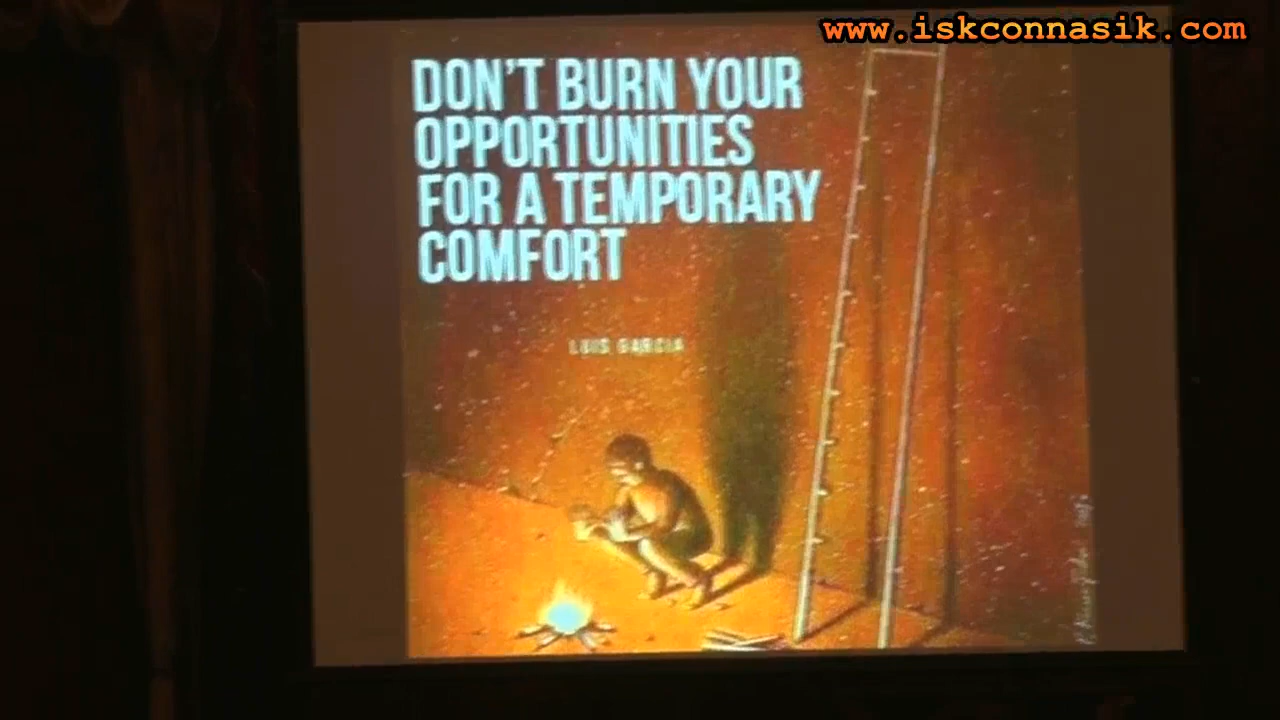 www.iskconnasik.com
DON'T BURN YOUR
OPPORTUNITIES
FOR A TEMPORARY
COMFORT
LUIS GARCIA